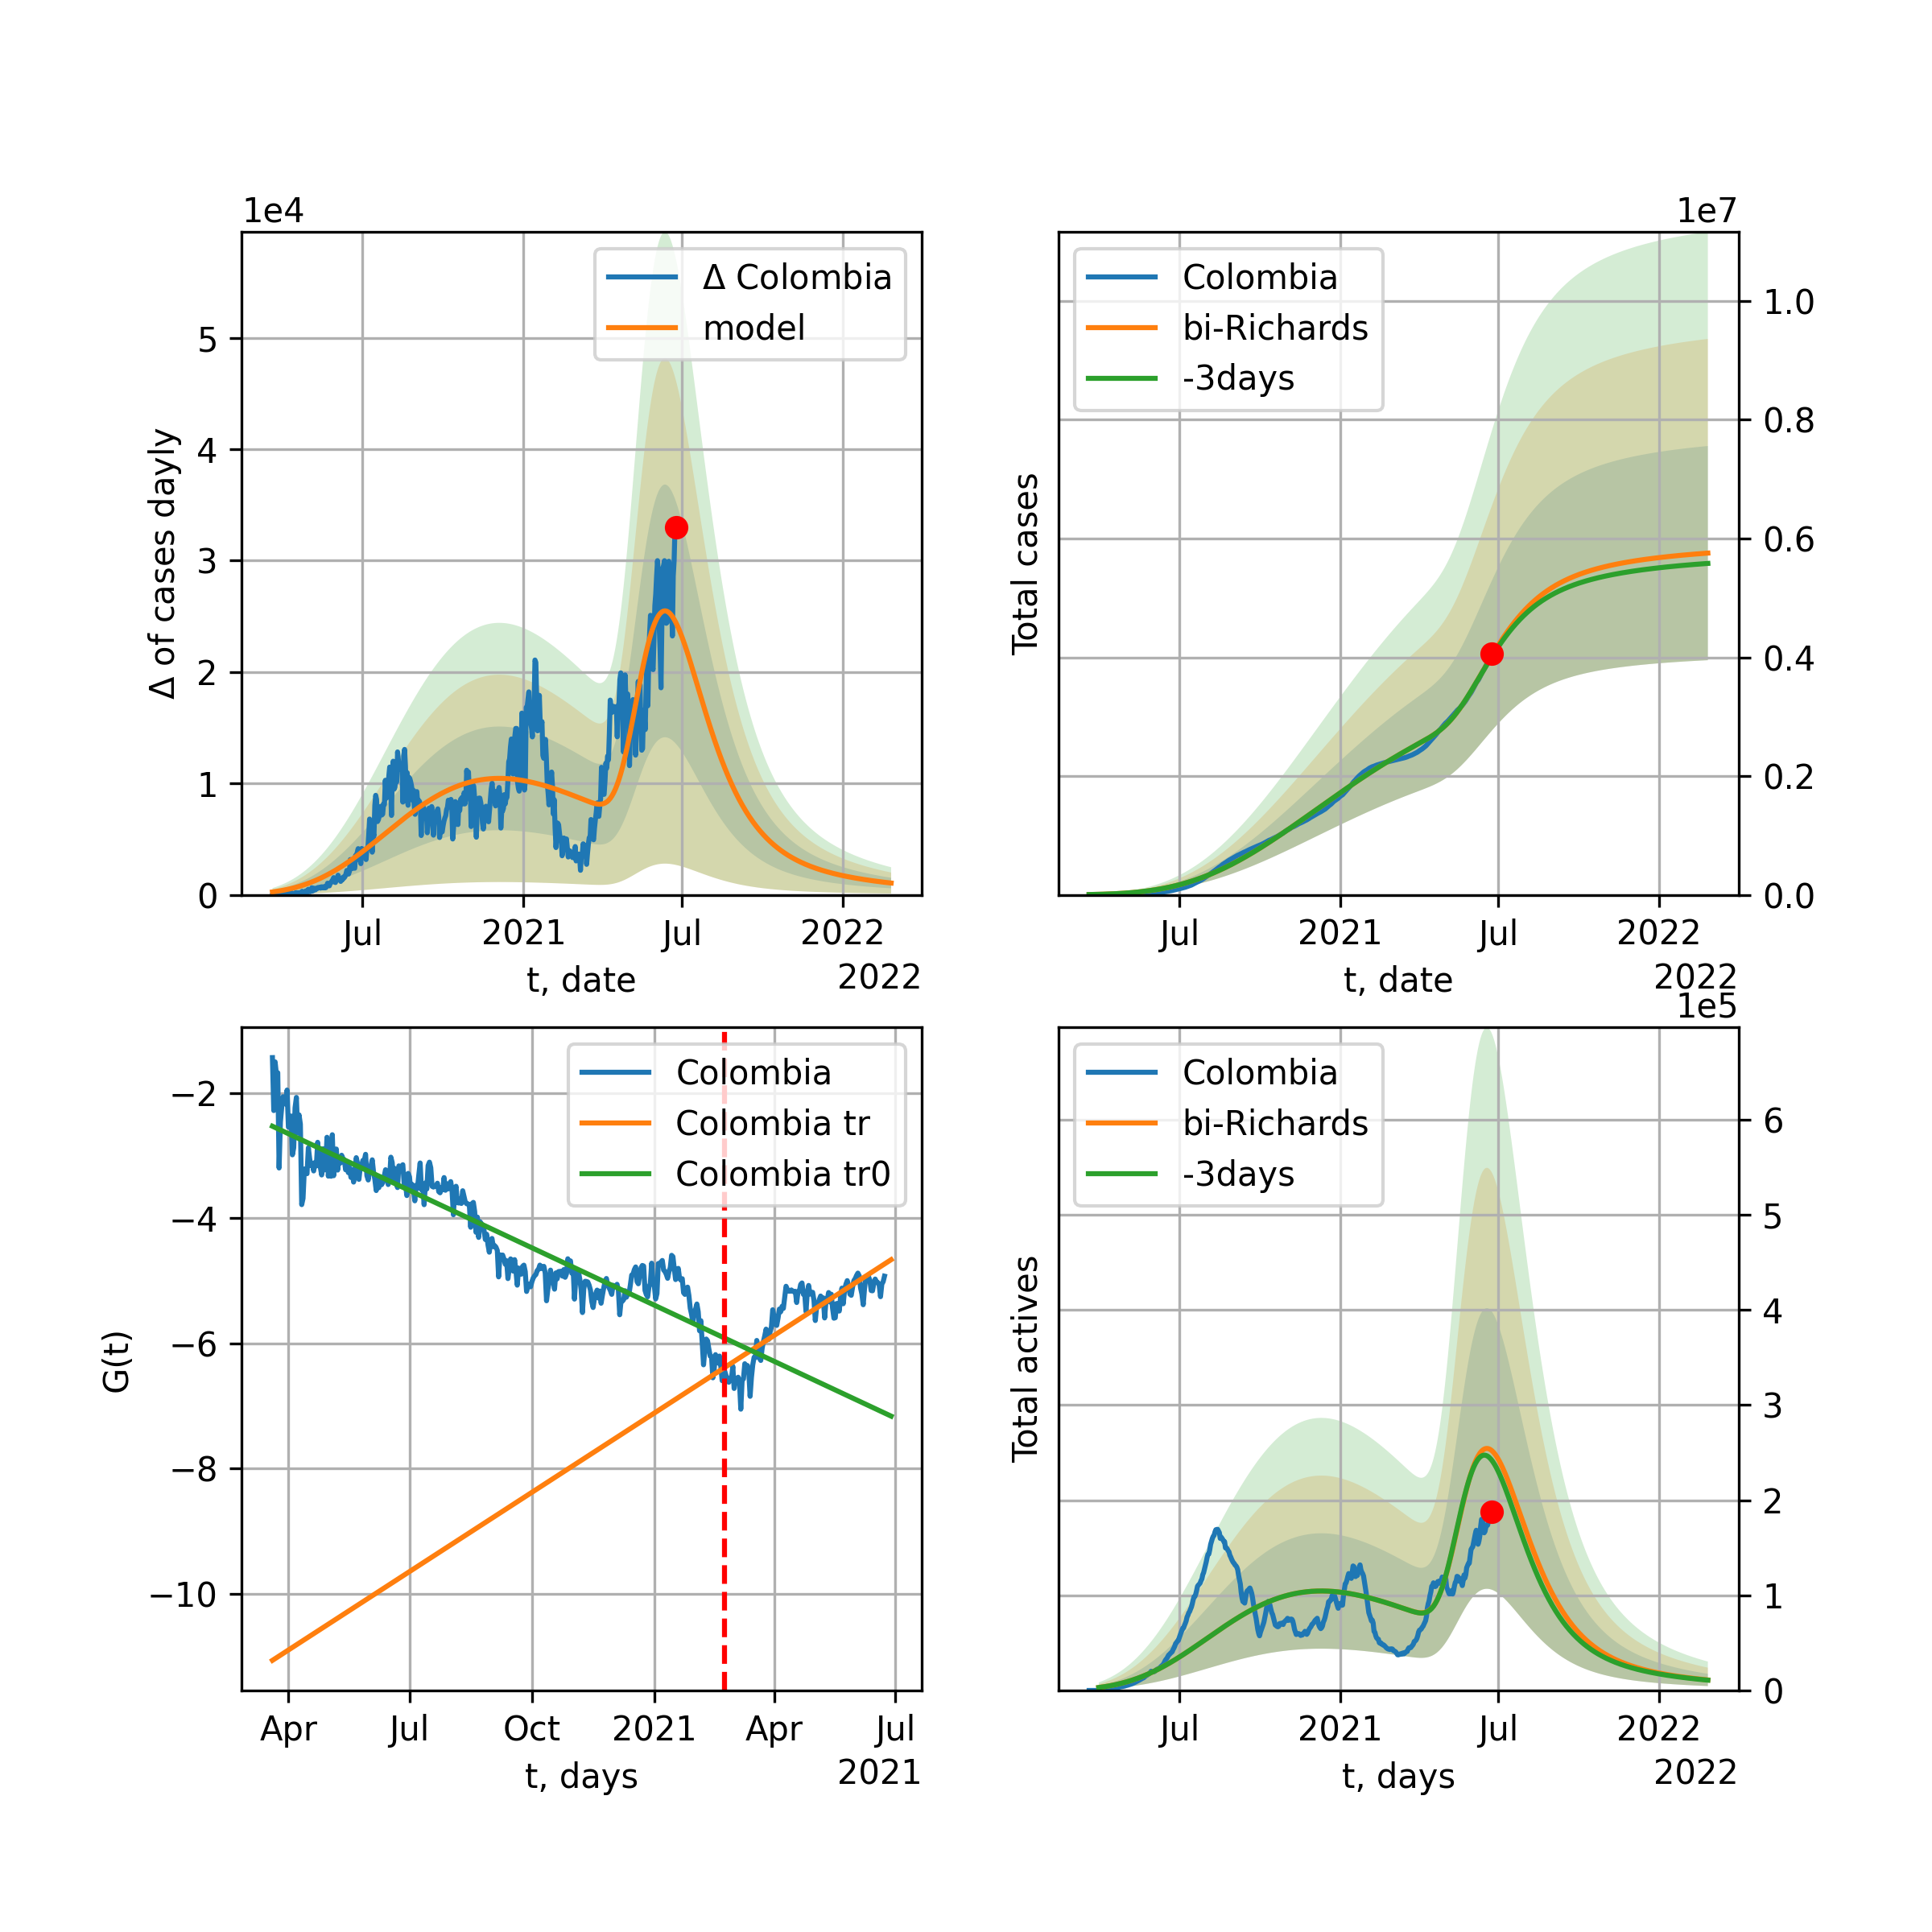 1e4
Δ Colombia
model
5
4
3
2
1
0
Δ of cases dayly
Jul
2021
Jul
2022
t, date
2022
1e7
Colombia
bi-Richards
-3days
1.0
0.8
0.6
0.4
0.2
0.0
Total cases
Jul
2021
Jul
2022
t, date
2022
Colombia
Colombia tr
Colombia tr0
−2
−4
−6
−8
−10
G(t)
Apr
Jul
Oct
2021
Apr
Jul
t, days
2021
1e5
Colombia
bi-Richards
-3days
6
5
4
3
2
1
0
Total actives
Jul
2021
Jul
2022
t, days
2022